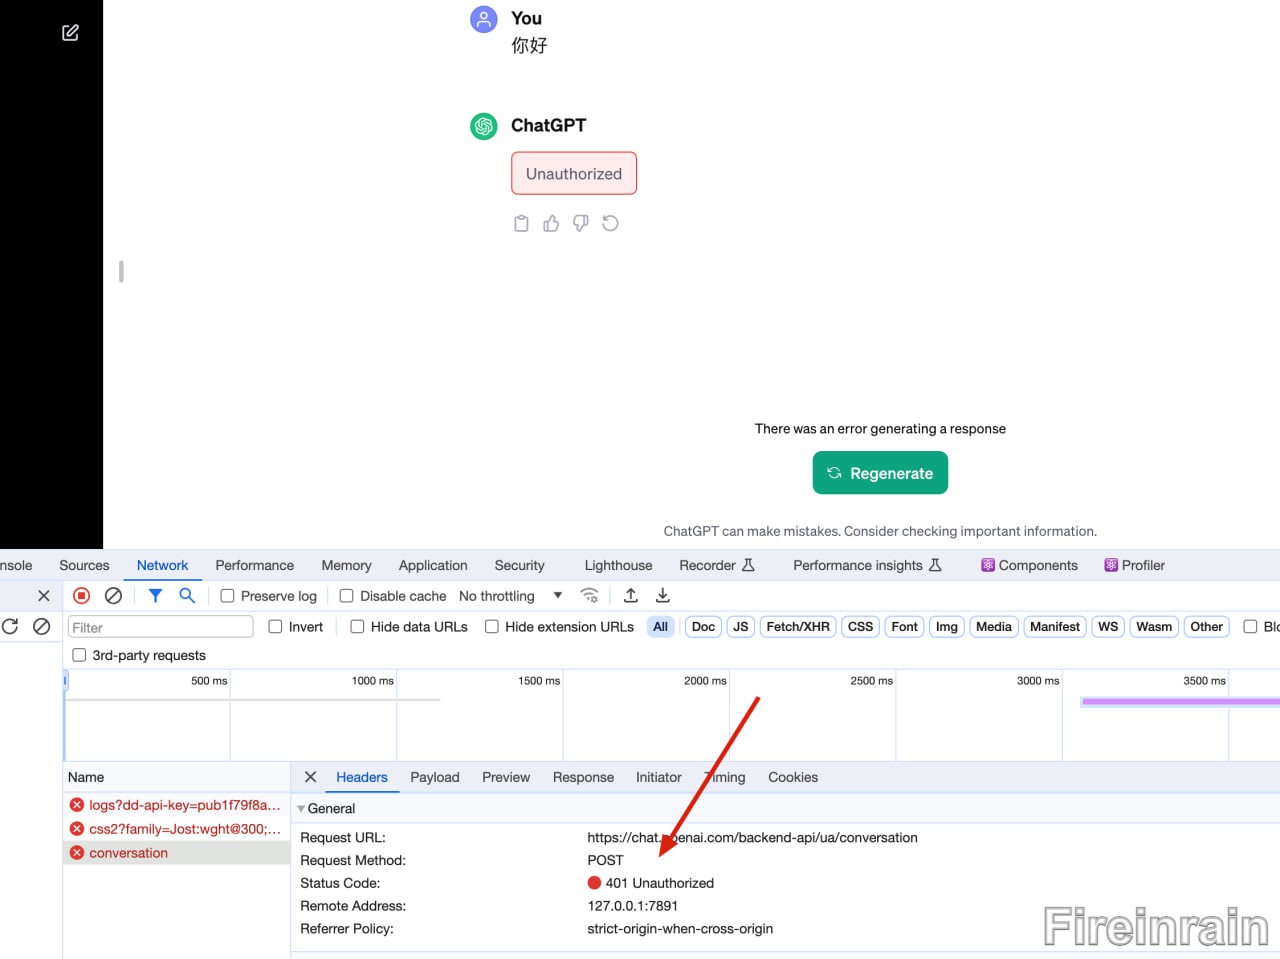 You
你好
ChatGPT
Unauthorized
There was an error generating a response
Regenerate
ChatGPT can make mistakes. Consider checking important information.
nsole Sources Network Performance Memory Application Security Lighthouse Recorder Performance insights Components Profiler
Preserve log Disable cache No throttling
Filter Invert Hide data URLs Hide extension URLs All Doc JS Fetch/XHR CSS Font Img Media Manifest WS Wasm Other Blo
3rd-party requests
500 ms 1000 ms 1500 ms 2000 ms 2500 ms 3000 ms 3500 ms
Name Headers Payload Preview Response Initiator Timing Cookies
logs?dd-api-key=pub1f79f8a…
css2?family=Jost:wght@300;…
conversation
General
Request URL: https://chat.openai.com/backend-api/ua/conversation
Request Method: POST
Status Code: 401 Unauthorized
Remote Address: 127.0.0.1:7891
Referrer Policy: strict-origin-when-cross-origin
Fireinrain